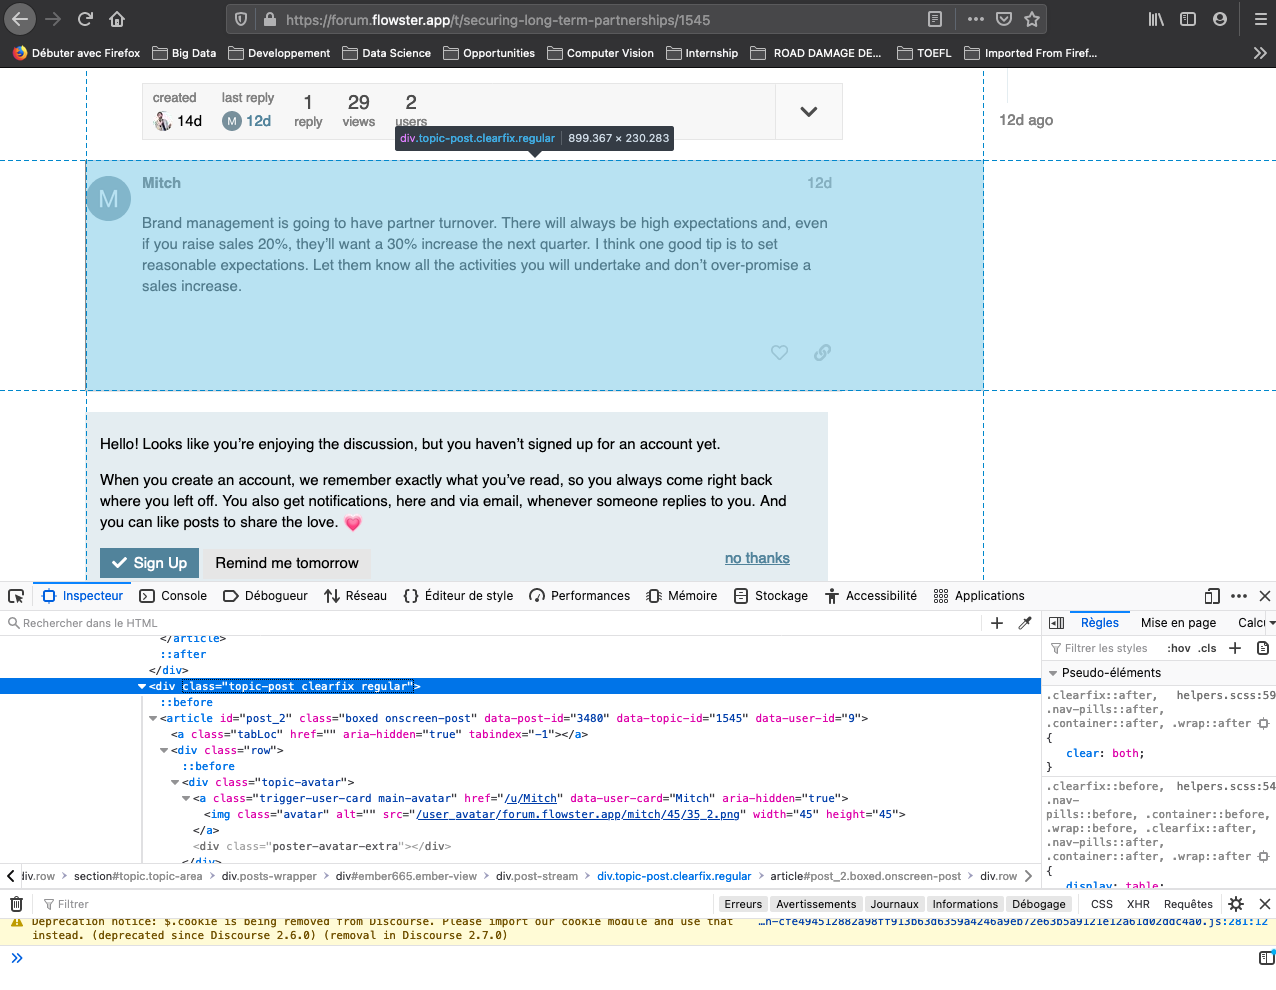 https://forum.flowster.app/t/securing-long-term-partnerships/1545
Débuter avec Firefox Big Data Developpement Data Science Opportunities Computer Vision Internship ROAD DAMAGE DE... TOEFL Imported From Firef...
created last reply 1 29 2
14d M 12d reply views users
12d ago
div.topic-post.clearfix.regular 899.367 × 230.283
M Mitch 12d
Brand management is going to have partner turnover. There will always be high expectations and, even
if you raise sales 20%, they’ll want a 30% increase the next quarter. I think one good tip is to set
reasonable expectations. Let them know all the activities you will undertake and don’t over-promise a
sales increase.
Hello! Looks like you’re enjoying the discussion, but you haven’t signed up for an account yet.
When you create an account, we remember exactly what you’ve read, so you always come right back
where you left off. You also get notifications, here and via email, whenever someone replies to you. And
you can like posts to share the love.
Sign Up Remind me tomorrow no thanks
Inspecteur Console Débogueur Réseau Éditeur de style Performances Mémoire Stockage Accessibilité Applications
Rechercher dans le HTML
Règles Mise en page Calcu
</article>
::after
</div>
<div class="topic-post clearfix regular">
::before
<article id="post_2" class="boxed onscreen-post" data-post-id="3480" data-topic-id="1545" data-user-id="9">
<a class="tabLoc" href="" aria-hidden="true" tabindex="-1"></a>
<div class="row">
::before
<div class="topic-avatar">
<a class="trigger-user-card main-avatar" href="/u/Mitch" data-user-card="Mitch" aria-hidden="true">
<img class="avatar" alt="" src="/user_avatar/forum.flowster.app/mitch/45/35_2.png" width="45" height="45">
</a>
<div class="poster-avatar-extra"></div>
</div>
Filtrer les styles :hov .cls
Pseudo-éléments
.clearfix::after, helpers.scss:59
.nav-pills::after,
.container::after, .wrap::after
{
clear: both;
}
.clearfix::before, helpers.scss:54
.nav-
pills::before, .container::before,
.wrap::before, .clearfix::after,
.nav-pills::after,
.container::after, .wrap::after
{
display: table;
div.row section#topic.topic-area div.posts-wrapper div#ember665.ember-view div.post-stream div.topic-post.clearfix.regular article#post_2.boxed.onscreen-post div.row
Filtrer Erreurs Avertissements Journaux Informations Débogage CSS XHR Requêtes
Deprecation notice: $.cookie is being removed from Discourse. Please import our cookie module and use that …n-cfe494512882a98ff913b63d6359a4246a9eb72e63b5a9121e12a61d02ddc4a0.js:281:12
instead. (deprecated since Discourse 2.6.0) (removal in Discourse 2.7.0)